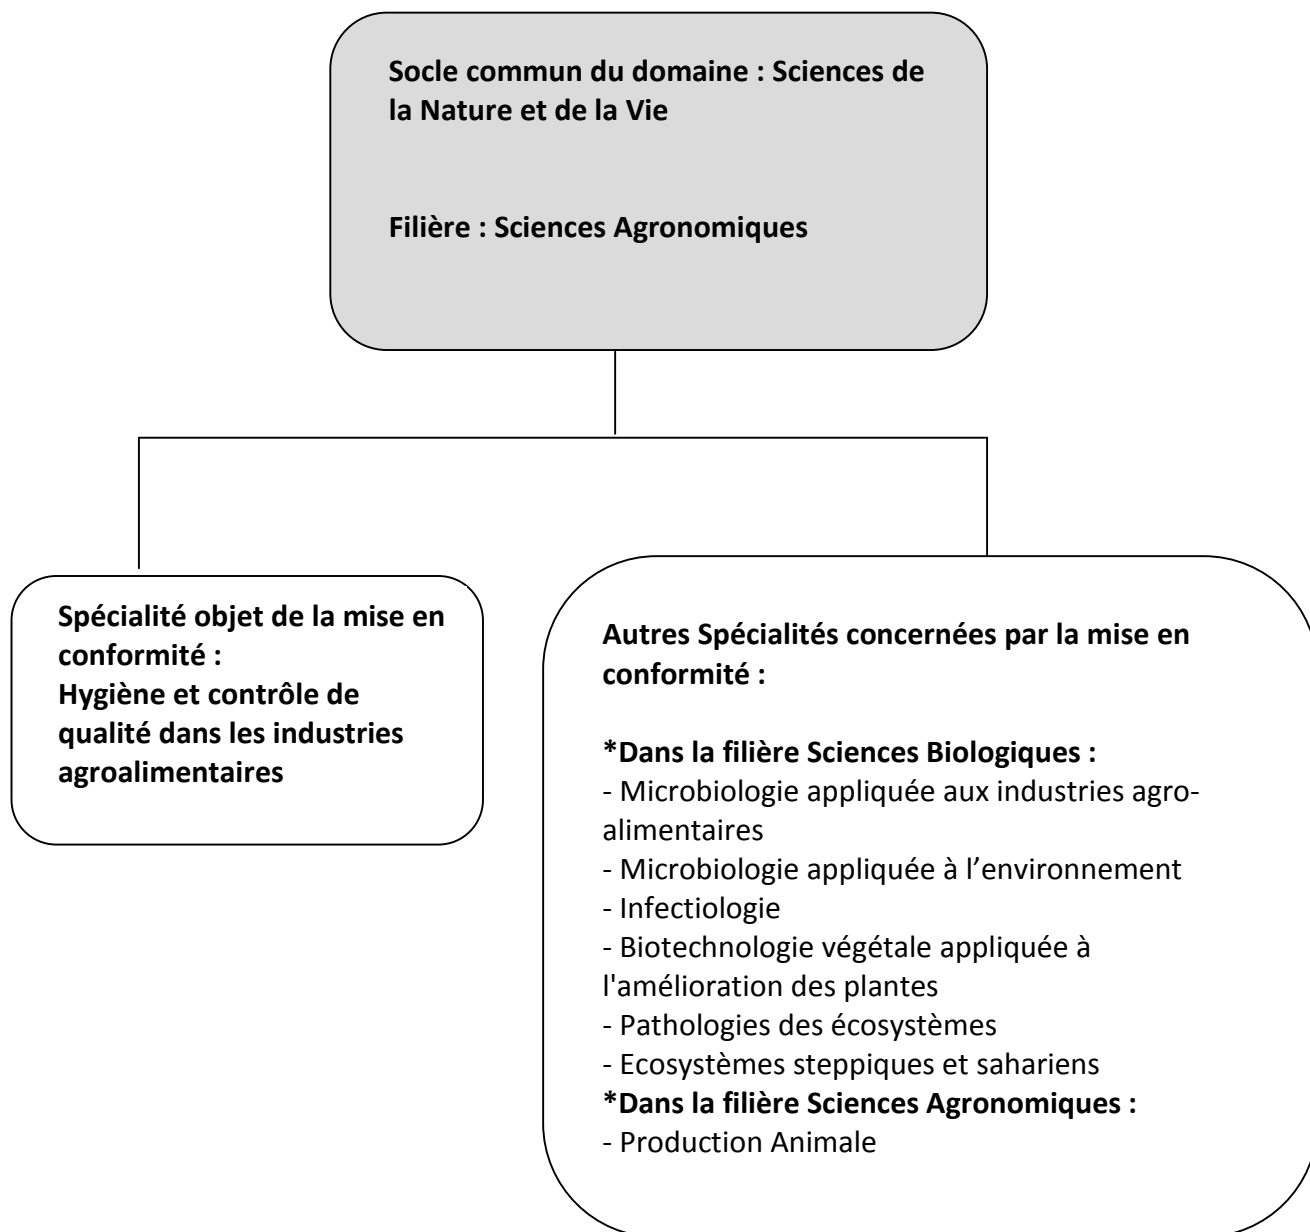 Socle commun du domaine : Sciences de
la Nature et de la Vie
Filière : Sciences Agronomiques
Spécialité objet de la mise en
conformité :
Hygiène et contrôle de
qualité dans les industries
agroalimentaires
Autres Spécialités concernées par la mise en
conformité :
*Dans la filière Sciences Biologiques :
- Microbiologie appliquée aux industries agro-
alimentaires
- Microbiologie appliquée à l’environnement
- Infectiologie
- Biotechnologie végétale appliquée à
l'amélioration des plantes
- Pathologies des écosystèmes
- Ecosystèmes steppiques et sahariens
*Dans la filière Sciences Agronomiques :
- Production Animale